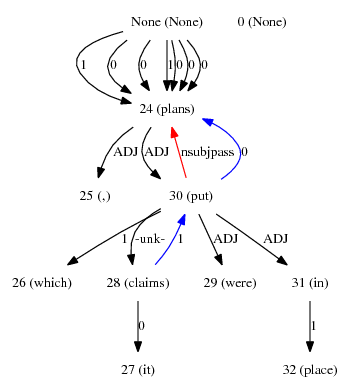 None (None) 0 (None)
1 0 0 1 0 0 0
24 (plans)
ADJ ADJ nsubjpass 0
25 (,) 30 (put)
1 -unk- 1 ADJ ADJ
26 (which) 28 (claims) 29 (were) 31 (in)
0 1
27 (it) 32 (place)